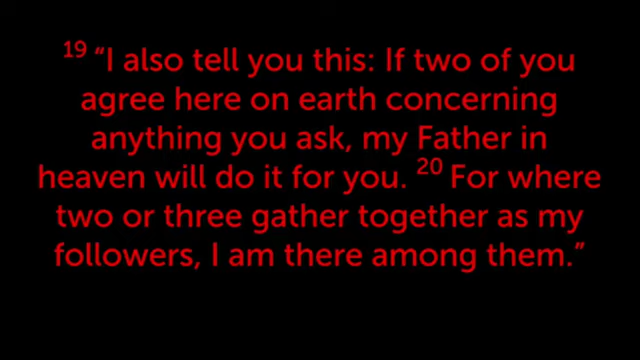 19 “I also tell you this: If two of you
agree here on earth concerning
anything you ask, my Father in
heaven will do it for you. 20 For where
two or three gather together as my
followers, I am there among them.”